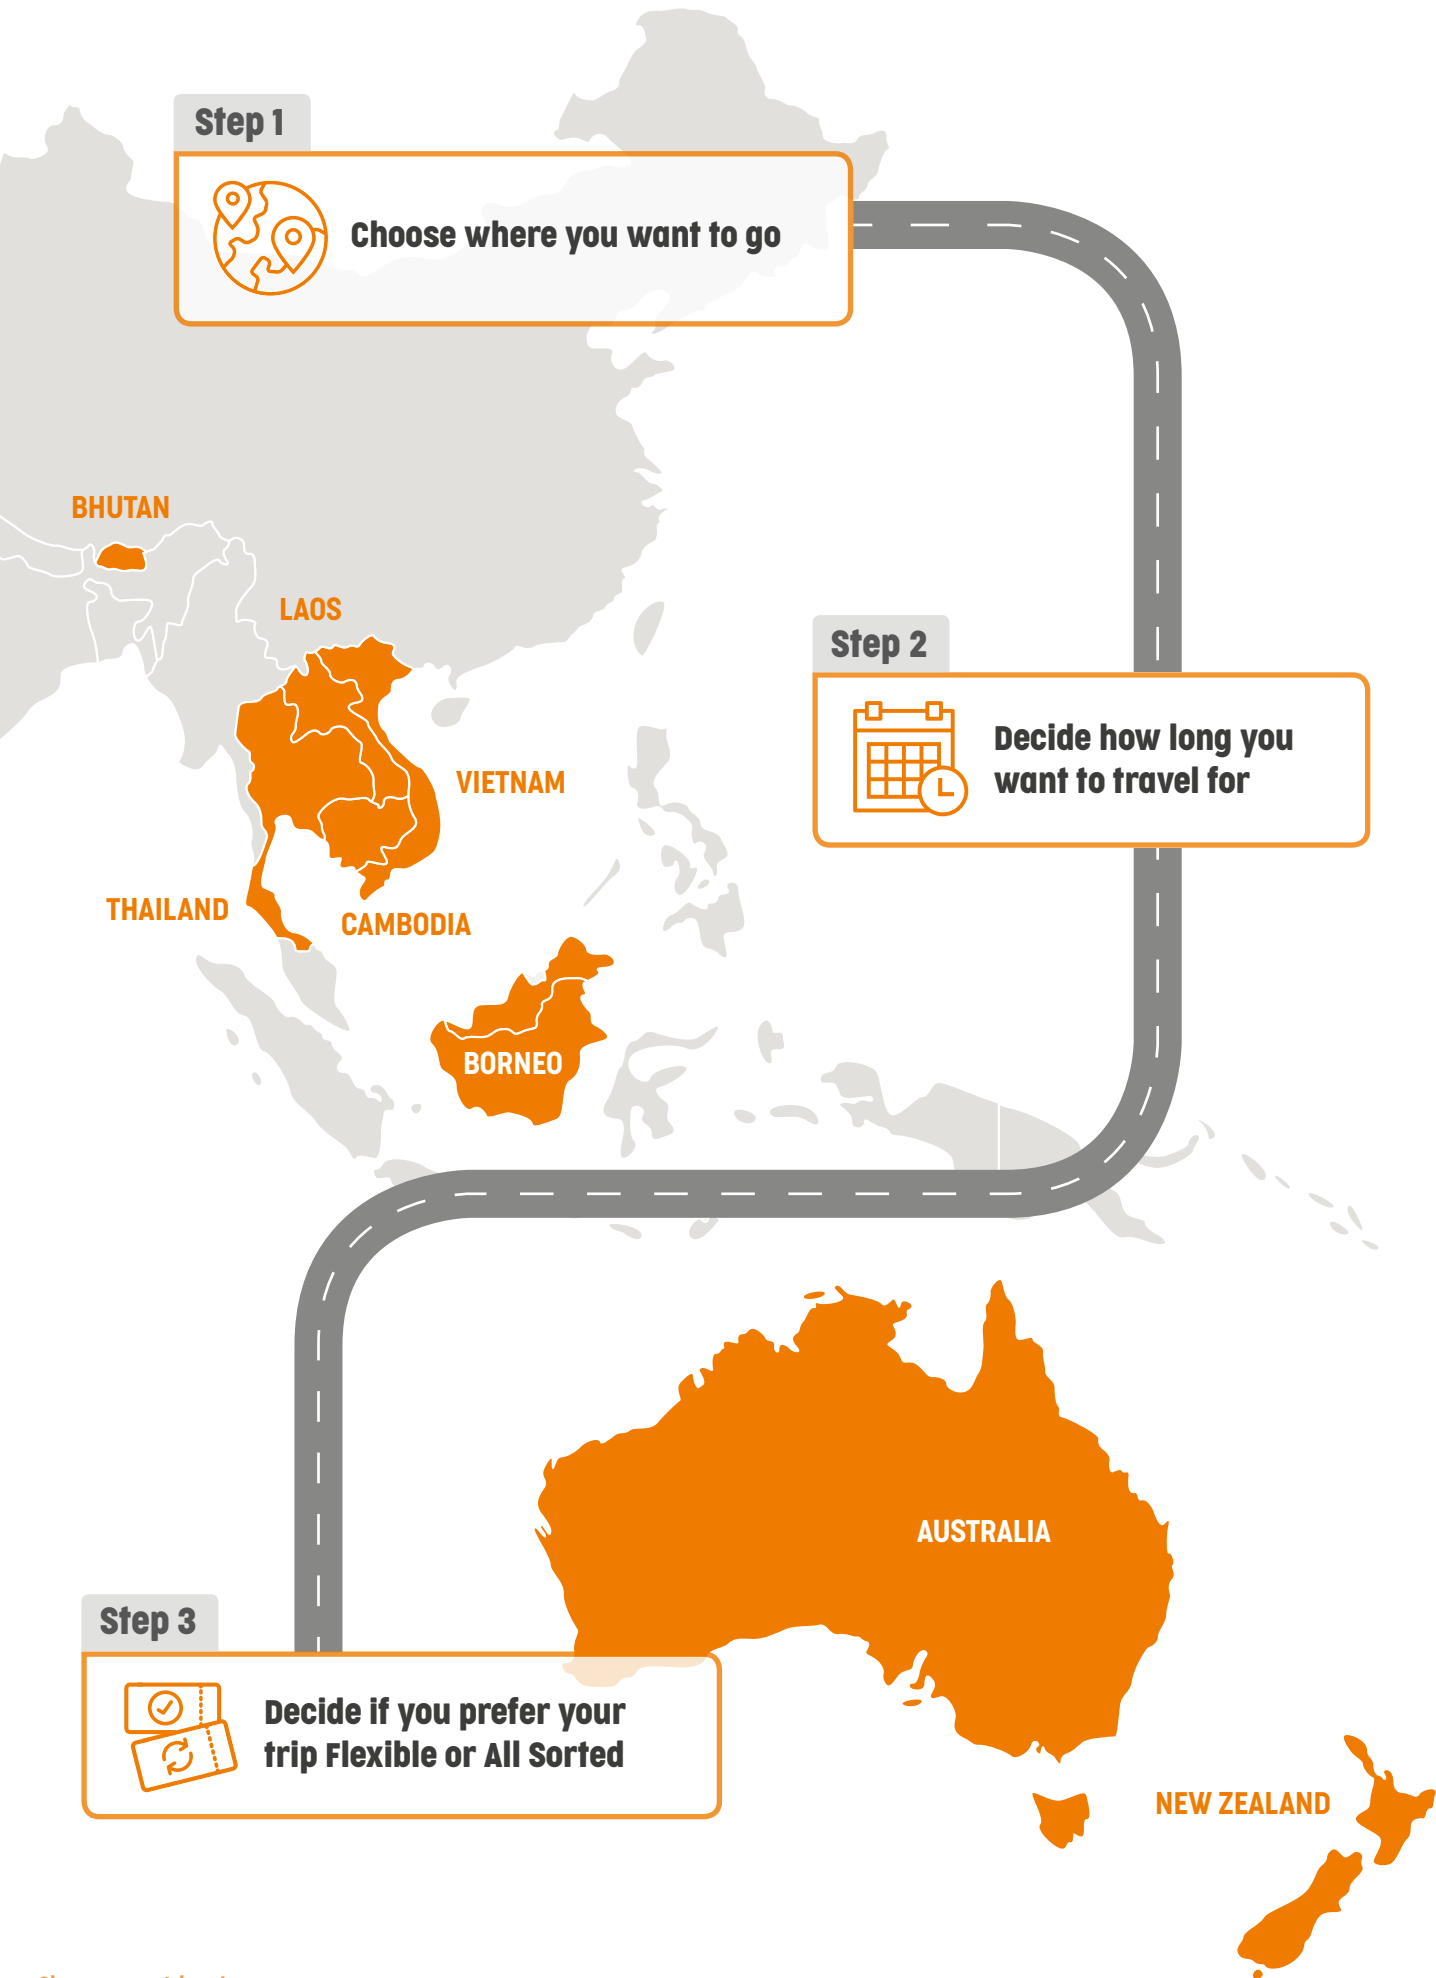 Step 1
Choose where you want to go
BHUTAN
LAOS
Step 2
Decide how long you
want to travel for
VIETNAM
THAILAND
CAMBODIA
BORNEO
AUSTRALIA
Step 3
Decide if you prefer your
trip Flexible or All Sorted
NEW ZEALAND